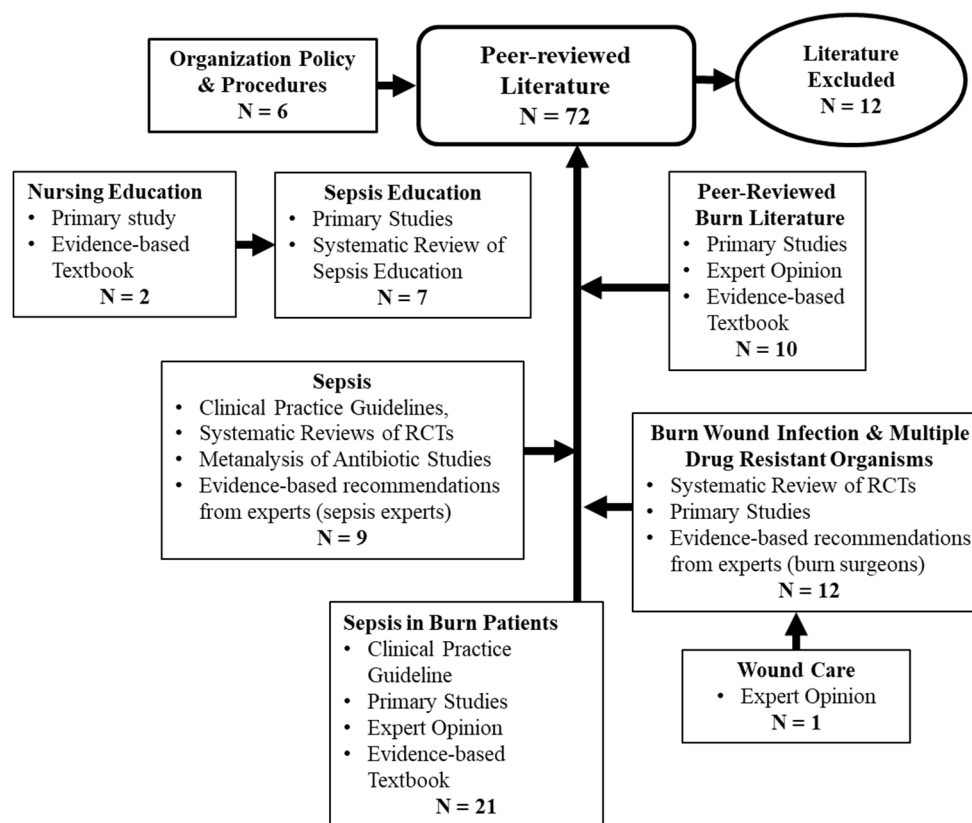 Organization Policy
& Procedures
N = 6
Peer-reviewed
Literature
N = 72
Literature
Excluded
N = 12
Nursing Education
• Primary study
• Evidence-based
Textbook
N = 2
Sepsis Education
• Primary Studies
• Systematic Review of
Sepsis Education
N = 7
Peer-Reviewed
Burn Literature
• Primary Studies
• Expert Opinion
• Evidence-based
Textbook
N = 10
Sepsis
• Clinical Practice Guidelines,
• Systematic Reviews of RCTs
• Metanalysis of Antibiotic Studies
• Evidence-based recommendations
from experts (sepsis experts)
N = 9
Burn Wound Infection & Multiple
Drug Resistant Organisms
• Systematic Review of RCTs
• Primary Studies
• Evidence-based recommendations
from experts (burn surgeons)
N = 12
Sepsis in Burn Patients
• Clinical Practice
Guideline
• Primary Studies
• Expert Opinion
• Evidence-based
Textbook
N = 21
Wound Care
• Expert Opinion
N = 1